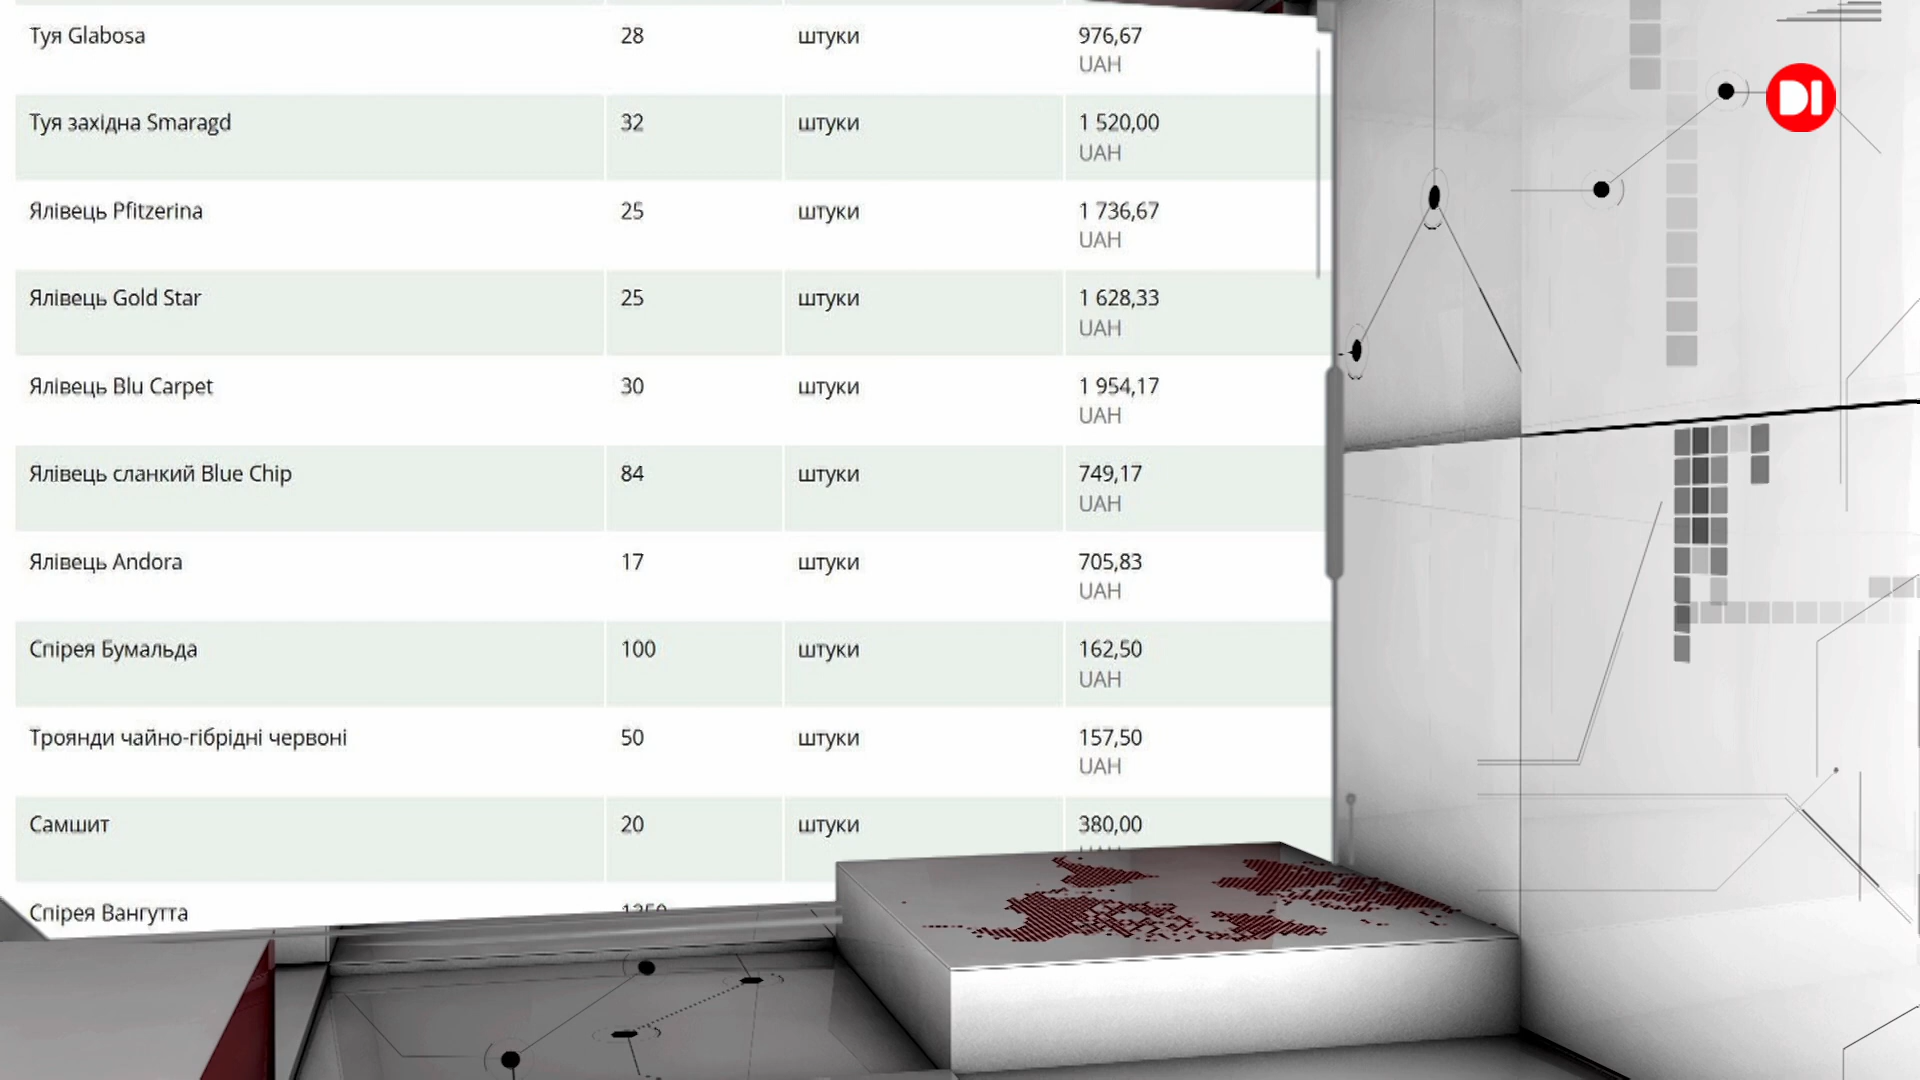 Туя Glabosa 28 штуки 976,67
UAH
Туя західна Smaragd 32 штуки 1 520,00
UAH
Ялівець Pfitzerina 25 штуки 1 736,67
UAH
Ялівець Gold Star 25 штуки 1 628,33
UAH
Ялівець Blu Carpet 30 штуки 1 954,17
UAH
Ялівець сланкий Blue Chip 84 штуки 749,17
UAH
Ялівець Andora 17 штуки 705,83
UAH
Спірея Бумальда 100 штуки 162,50
UAH
Троянди чайно-гібрідні червоні 50 штуки 157,50
UAH
Самшит 20 штуки 380,00
Спірея Вангутта
DI